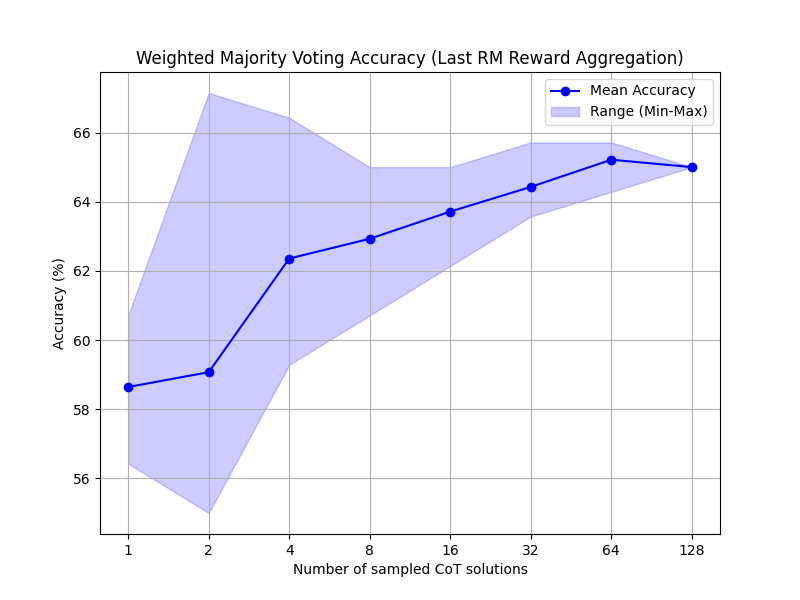 Weighted Majority Voting Accuracy (Last RM Reward Aggregation)
Mean Accuracy
Range (Min-Max)
Accuracy (%)
66
64
62
60
58
56
1 2 4 8 16 32 64 128
Number of sampled CoT solutions